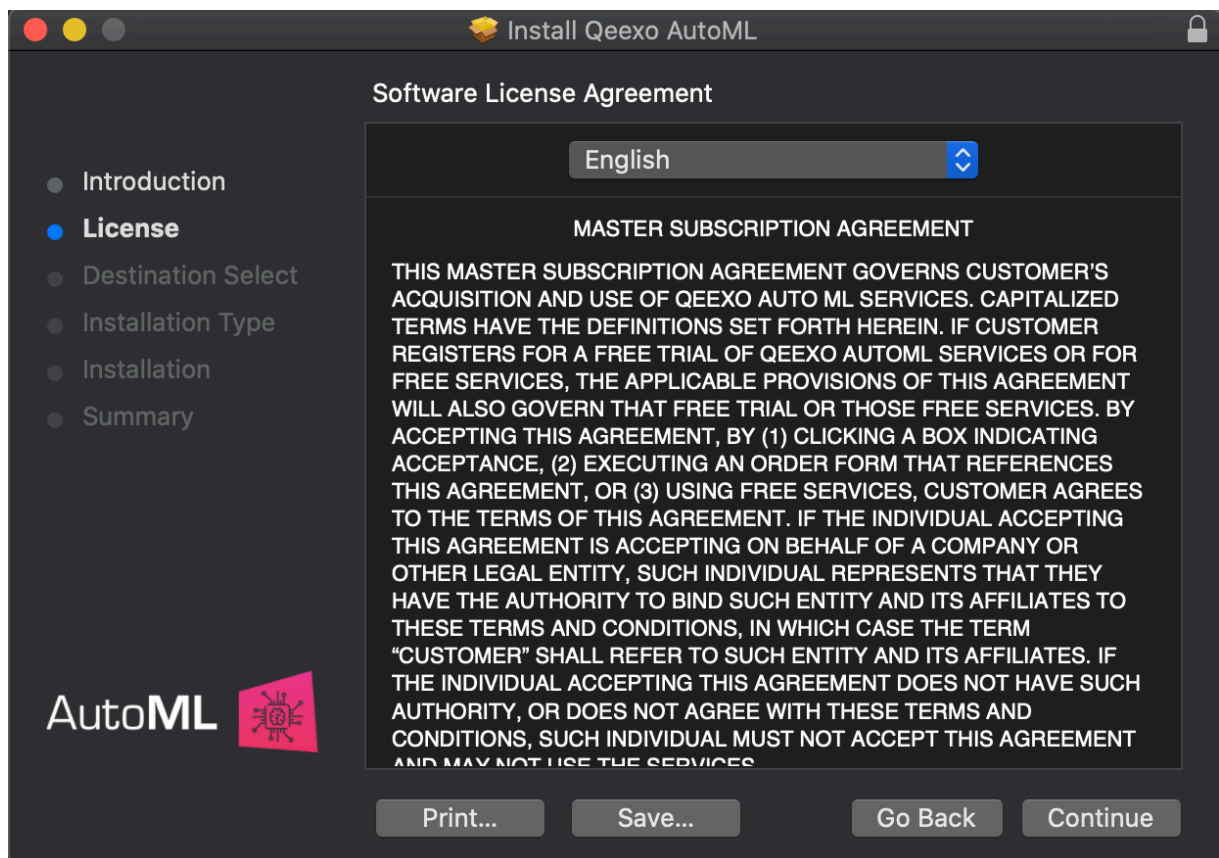 Install Qeexo AutoML
Software License Agreement
Introduction
License
Destination Select
Installation Type
Installation
Summary
AutoML
English
MASTER SUBSCRIPTION AGREEMENT
THIS MASTER SUBSCRIPTION AGREEMENT GOVERNS CUSTOMER’S
ACQUISITION AND USE OF QEEXO AUTO ML SERVICES. CAPITALIZED
TERMS HAVE THE DEFINITIONS SET FORTH HEREIN. IF CUSTOMER
REGISTERS FOR A FREE TRIAL OF QEEXO AUTOML SERVICES OR FOR
FREE SERVICES, THE APPLICABLE PROVISIONS OF THIS AGREEMENT
WILL ALSO GOVERN THAT FREE TRIAL OR THOSE FREE SERVICES. BY
ACCEPTING THIS AGREEMENT, BY (1) CLICKING A BOX INDICATING
ACCEPTANCE, (2) EXECUTING AN ORDER FORM THAT REFERENCES
THIS AGREEMENT, OR (3) USING FREE SERVICES, CUSTOMER AGREES
TO THE TERMS OF THIS AGREEMENT. IF THE INDIVIDUAL ACCEPTING
THIS AGREEMENT IS ACCEPTING ON BEHALF OF A COMPANY OR
OTHER LEGAL ENTITY, SUCH INDIVIDUAL REPRESENTS THAT THEY
HAVE THE AUTHORITY TO BIND SUCH ENTITY AND ITS AFFILIATES TO
THESE TERMS AND CONDITIONS, IN WHICH CASE THE TERM
“CUSTOMER” SHALL REFER TO SUCH ENTITY AND ITS AFFILIATES. IF
THE INDIVIDUAL ACCEPTING THIS AGREEMENT DOES NOT HAVE SUCH
AUTHORITY, OR DOES NOT AGREE WITH THESE TERMS AND
CONDITIONS, SUCH INDIVIDUAL MUST NOT ACCEPT THIS AGREEMENT
AND MAY NOT USE THE SERVICES
Print...
Save...
Go Back
Continue